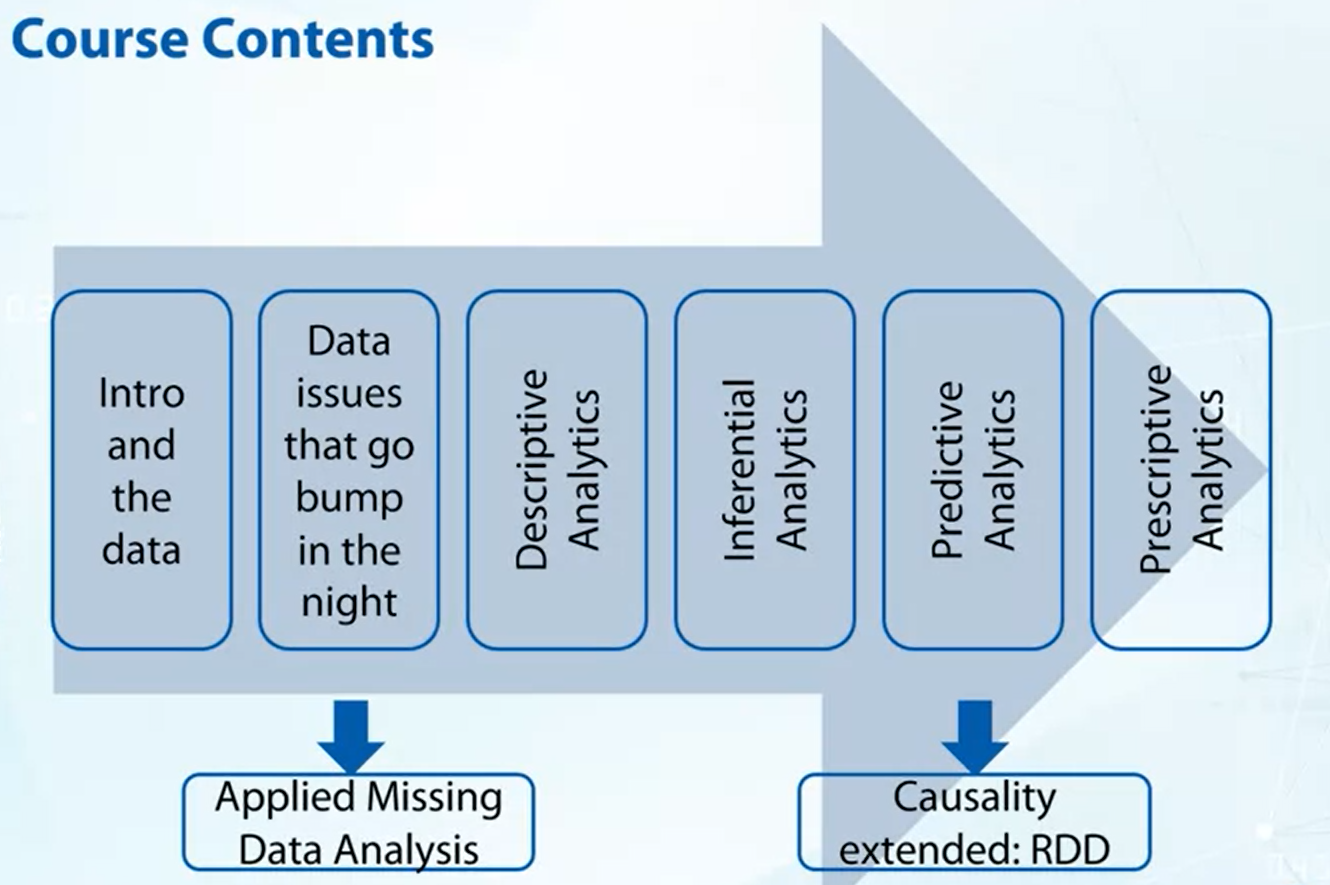 Course Contents
Intro
and
the
data
Data
issues
that go
bump
in the
night
Descriptive
Analytics
Inferential
Analytics
Predictive
Analytics
Prescriptive
Analytics
Applied Missing
Data Analysis
Causality
extended: RDD